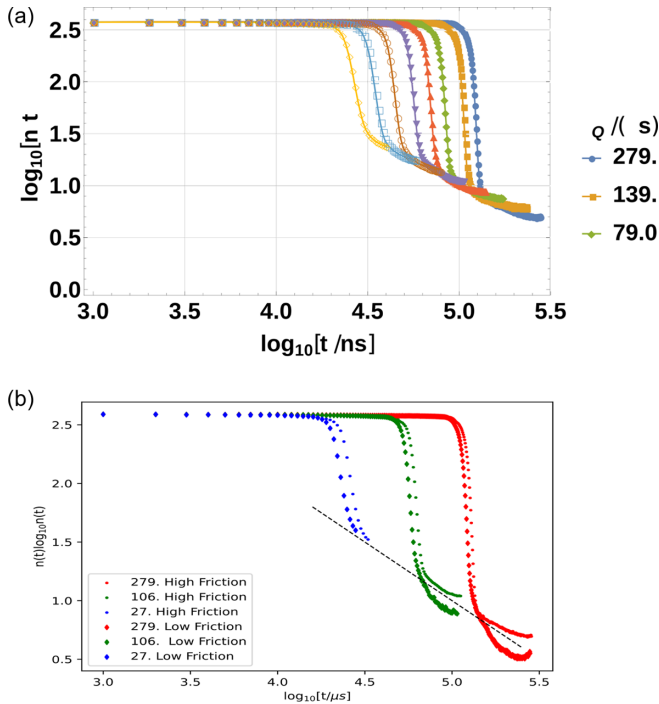 (a)
2.5
2.0
1.5
1.0
0.5
0.0
log₁₀[n t
3.0 3.5 4.0 4.5 5.0 5.5
log₁₀[t /ns]
Q /( s)
279.
139.
79.0
(b)
2.5
2.0
1.5
1.0
0.5
n(t)log₁₀n(t)
279. High Friction
106. High Friction
27. High Friction
279. Low Friction
106. Low Friction
27. Low Friction
3.0 3.5 4.0 4.5 5.0 5.5
log₁₀[t/μs]